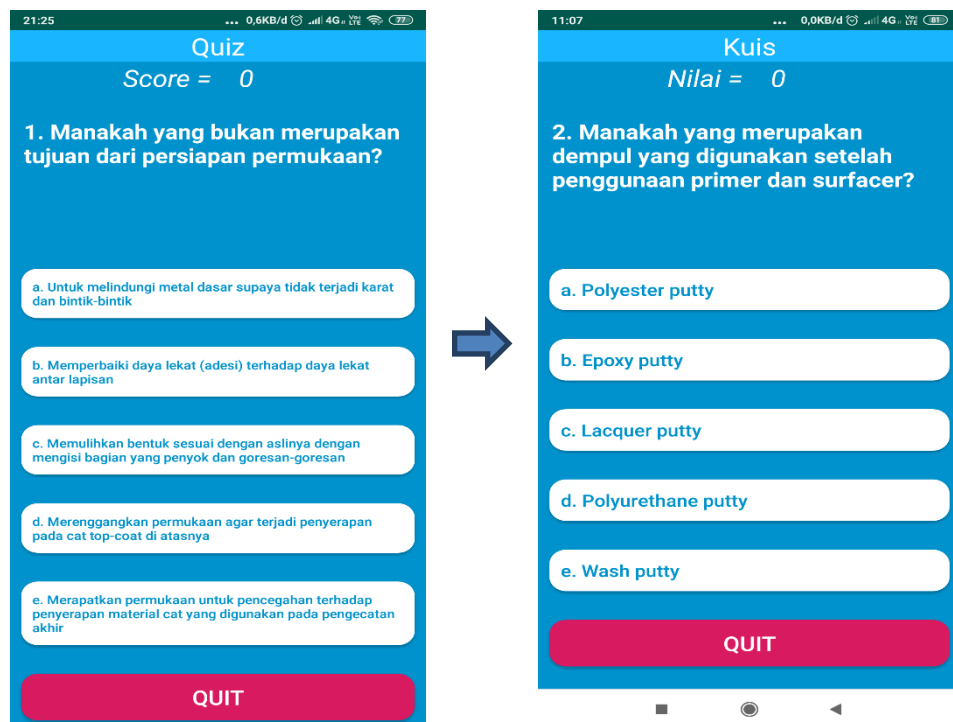 21:25
... 0,6KB/d 4G Voi LTE 77
Quiz
Score = 0
1. Manakah yang bukan merupakan
tujuan dari persiapan permukaan?
a. Untuk melindungi metal dasar supaya tidak terjadi karat
dan bintik-bintik
b. Memperbaiki daya lekat (adesi) terhadap daya lekat
antar lapisan
c. Memulihkan bentuk sesuai dengan aslinya dengan
mengisi bagian yang penyok dan goresan-goresan
d. Merenggangkan permukaan agar terjadi penyerapan
pada cat top-coat di atasnya
e. Merapatkan permukaan untuk pencegahan terhadap
penyerapan material cat yang digunakan pada pengecatan
akhir
QUIT
11:07
... 0,0KB/d 4G Voi LTE 81
Kuis
Nilai = 0
2. Manakah yang merupakan
dempul yang digunakan setelah
penggunaan primer dan surfacer?
a. Polyester putty
b. Epoxy putty
c. Lacquer putty
d. Polyurethane putty
e. Wash putty
QUIT